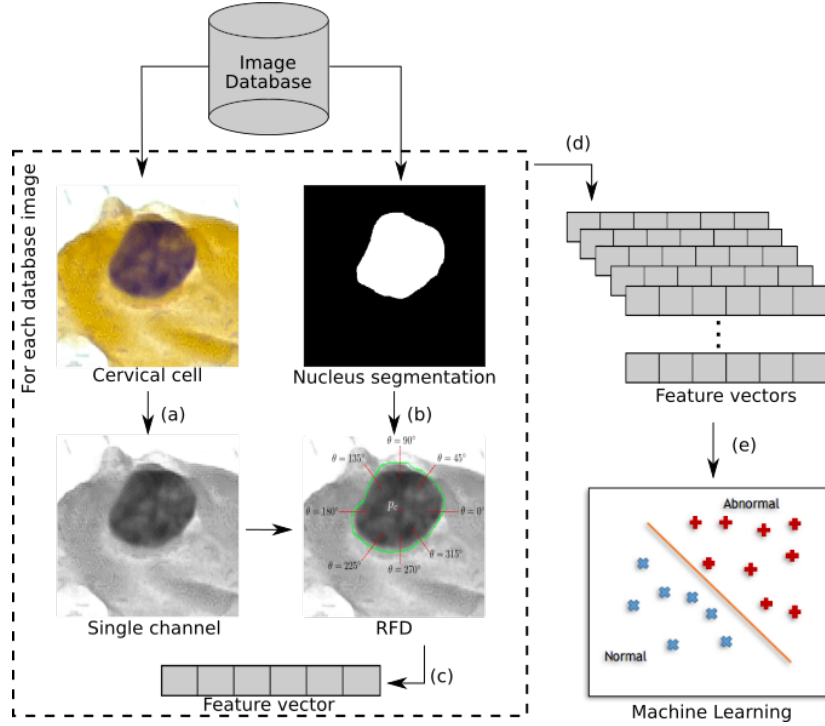 Image
Database
For each database image
(d)
Cervical cell
Nucleus segmentation
(a)
(b)
θ = 90°
θ = 135°
θ = 45°
θ = 180°
p_c
θ = 0°
θ = 225°
θ = 315°
θ = 270°
Single channel
RFD
(c)
Feature vector
Feature vectors
(e)
Abnormal
Normal
Machine Learning